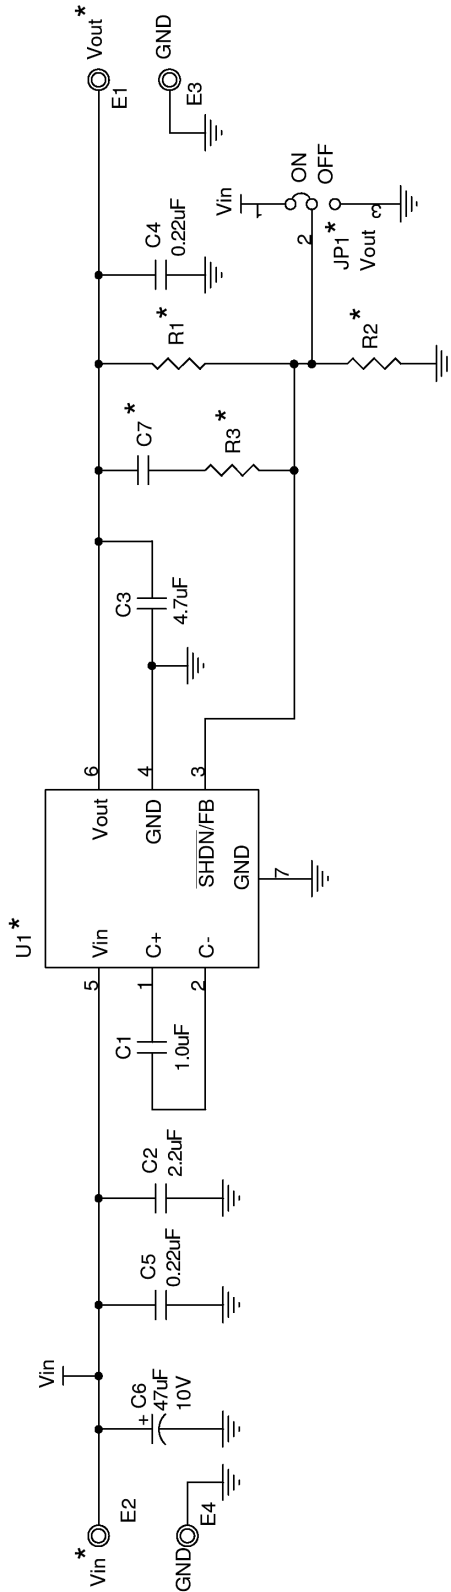 Vin *
E2
GND
E4
Vin
+
C6
47uF
10V
C5
0.22uF
C2
2.2uF
C1
1.0uF
U1*
5
Vin
1
C+
2
C-
Vout
6
GND
4
SHDN/FB
3
GND
7
C3
4.7uF
C7
*
R3
*
R1
*
R2
*
C4
0.22uF
Vin
1
ON
OFF
2
3
JP1*
Vout
Vout*
E1
GND
E3